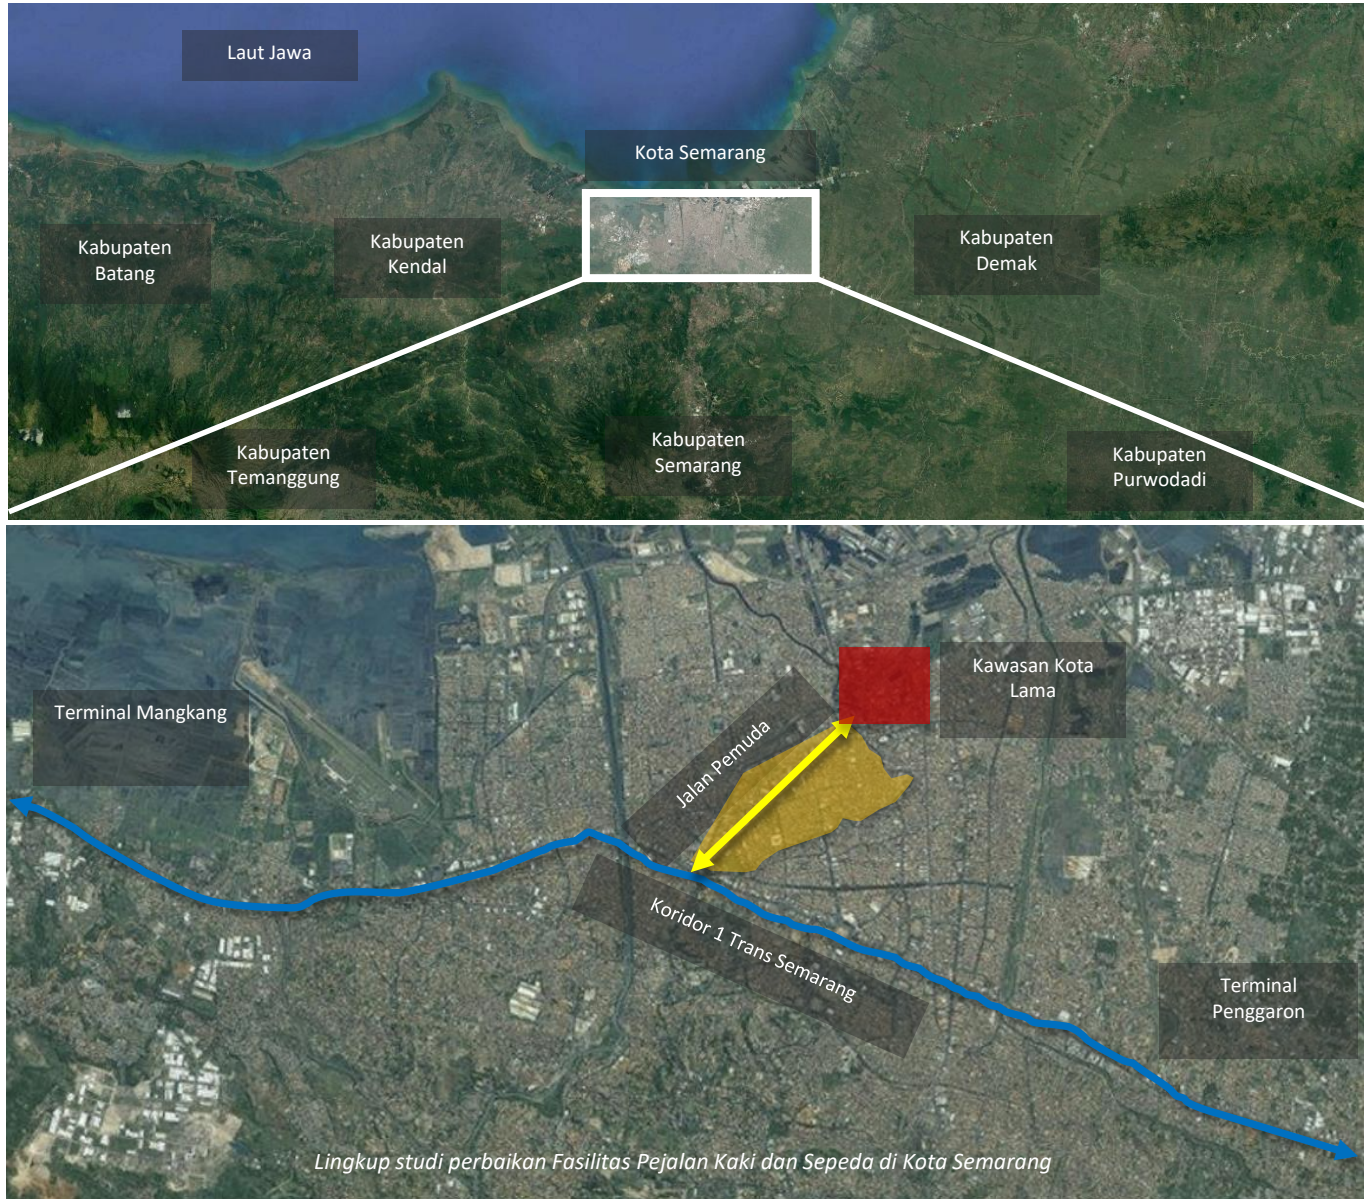 Laut Jawa
Kota Semarang
Kabupaten
Batang
Kabupaten
Kendal
Kabupaten
Demak
Kabupaten
Temanggung
Kabupaten
Semarang
Kabupaten
Purwodadi
Kawasan Kota
Lama
Terminal Mangkang
Jalan Pemuda
Koridor 1 Trans Semarang
Terminal
Penggaron
Lingkup studi perbaikan Fasilitas Pejalan Kaki dan Sepeda di Kota Semarang